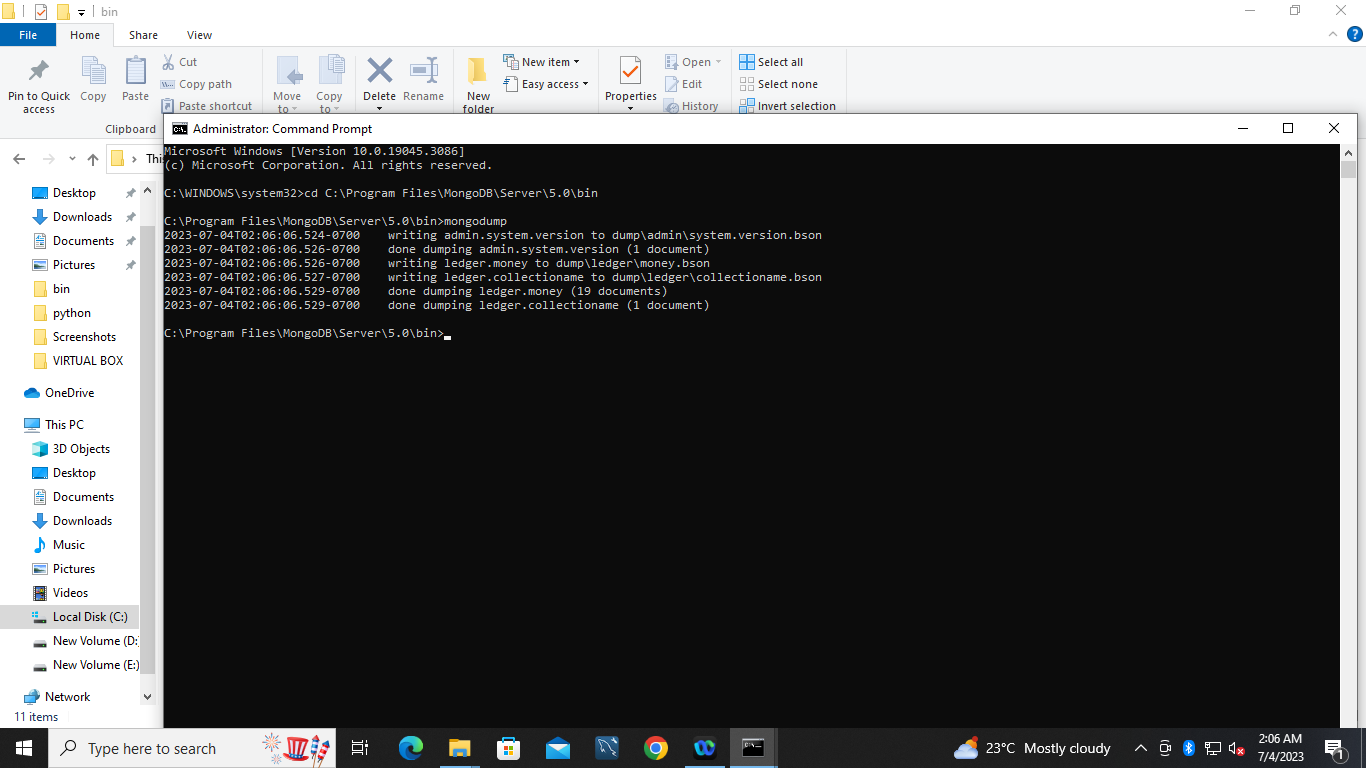 bin
File Home Share View
Pin to Quick access
Copy
Paste
Cut
Copy path
Paste shortcut
Move to
Copy to
Delete
Rename
New folder
New item
Easy access
Properties
Open
Edit
History
Select all
Select none
Invert selection
Clipboard
Administrator: Command Prompt
This
Desktop
Downloads
Documents
Pictures
bin
python
Screenshots
VIRTUAL BOX
OneDrive
This PC
3D Objects
Desktop
Documents
Downloads
Music
Pictures
Videos
Local Disk (C:)
New Volume (D:)
New Volume (E:)
Network
11 items
Microsoft Windows [Version 10.0.19045.3086]
(c) Microsoft Corporation. All rights reserved.
C:\WINDOWS\system32>cd C:\Program Files\MongoDB\Server\5.0\bin
C:\Program Files\MongoDB\Server\5.0\bin>mongodump
2023-07-04T02:06:06.524-0700 writing admin.system.version to dump\admin\system.version.bson
2023-07-04T02:06:06.526-0700 done dumping admin.system.version (1 document)
2023-07-04T02:06:06.526-0700 writing ledger.money to dump\ledger\money.bson
2023-07-04T02:06:06.527-0700 writing ledger.collectioname to dump\ledger\collectioname.bson
2023-07-04T02:06:06.529-0700 done dumping ledger.money (19 documents)
2023-07-04T02:06:06.529-0700 done dumping ledger.collectioname (1 document)
C:\Program Files\MongoDB\Server\5.0\bin>
Type here to search
23°C Mostly cloudy
2:06 AM
7/4/2023
1